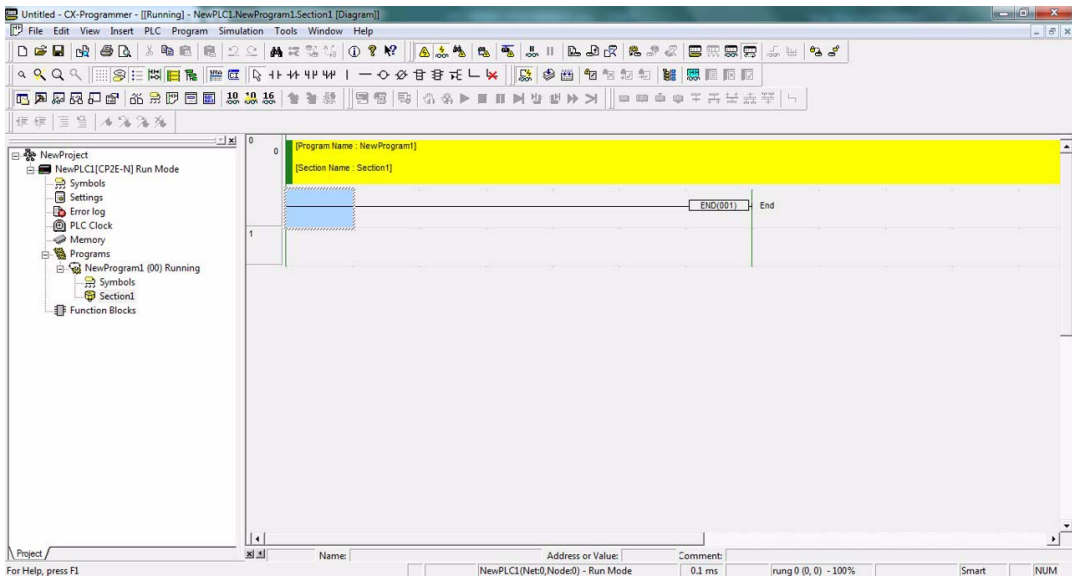 Untitled - CX-Programmer - [[Running] - NewPLC1.NewProgram1.Section1 [Diagram]]
File Edit View Insert PLC Program Simulation Tools Window Help
10 10 16
NewProject
NewPLC1[CP2E-N] Run Mode
Symbols
Settings
Error log
PLC Clock
Memory
Programs
NewProgram1 (00) Running
Symbols
Section1
Function Blocks
Project
0
0
[Program Name : NewProgram1]
[Section Name : Section1]
END(001)
End
1
Name:
Address or Value:
Comment:
For Help, press F1
NewPLC1(Net:0,Node:0) - Run Mode
0.1 ms
rung 0 (0, 0) - 100%
Smart
NUM